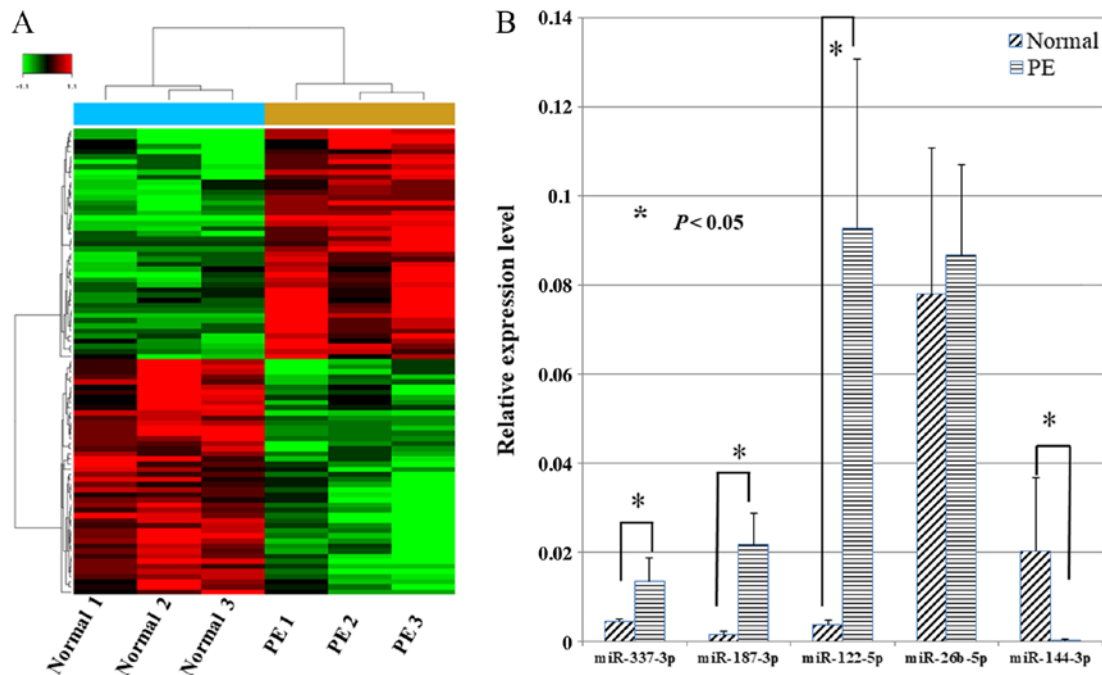 A
-1.1 1.1
Normal 1
Normal 2
Normal 3
PE 1
PE 2
PE 3
B
Relative expression level
0.14
0.12
0.1
0.08
0.06
0.04
0.02
0
Normal
PE
*
* P < 0.05
*
*
*
miR-337-3p
miR-187-3p
miR-122-5p
miR-26b-5p
miR-144-3p